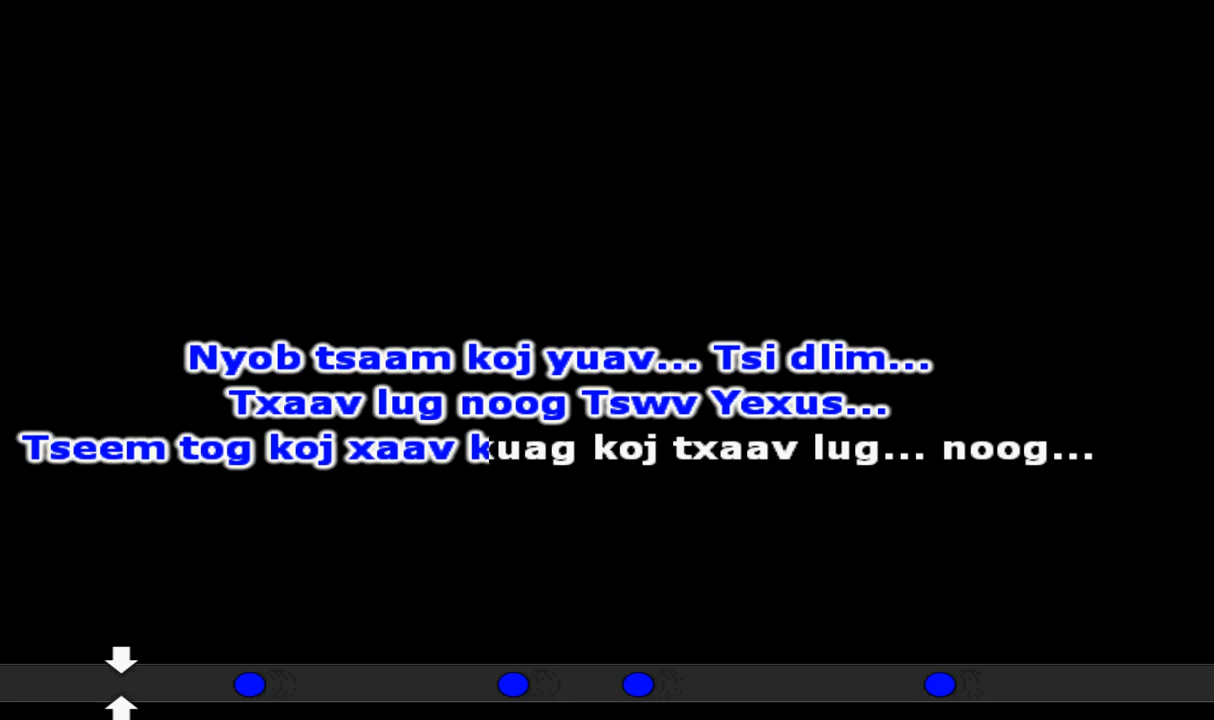 Nyob tsaam koj yuav... Tsi dlim...
Txaav lug noog Tswv Yexus...
Tseem tog koj xaav kuag koj txaav lug... noog...